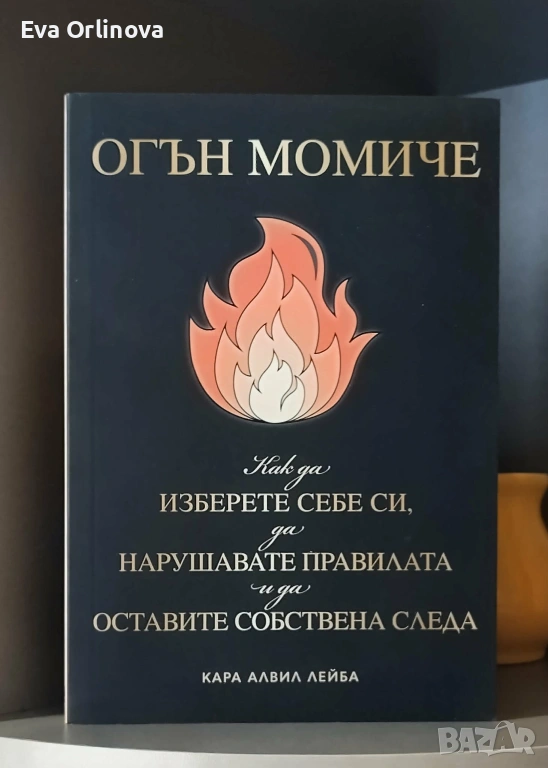 Eva Orlinova
ОГЪН МОМИЧЕ
Как да
ИЗБЕРЕТЕ СЕБЕ СИ,
да
НАРУШАВАТЕ ПРАВИЛАТА
и да
ОСТАВИТЕ СОБСТВЕНА СЛЕДА
КАРА АЛВИЛ ЛЕЙБА
BAZAR